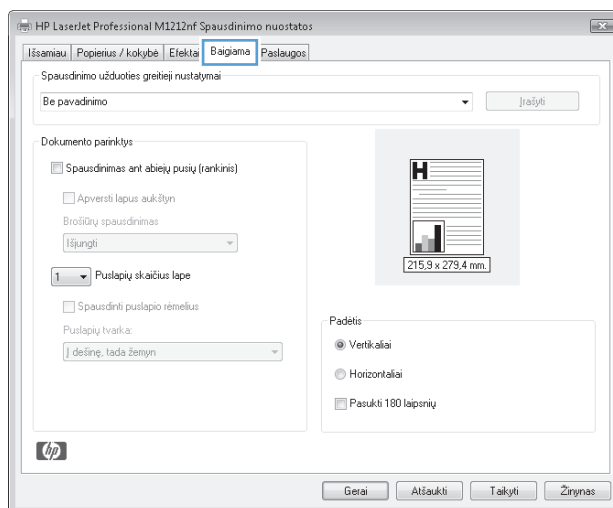 HP LaserJet Professional M1212nf Spausdinimo nuostatos
Išsamiau Popierius / kokybė Efektai Baigiama Paslaugos
Spausdinimo užduoties greitieji nustatymai
Be pavadinimo Įrašyti
Dokumento parinktys
Spausdinimas ant abiejų pusių (rankinis)
Apversti lapus aukštyn
Brošiūrų spausdinimas
Išjungti
1 Puslapių skaičius lape
Spausdinti puslapio rėmelius
Puslapių tvarka:
Į dešinę, tada žemyn
H
215,9 x 279,4 mm.
Padėtis
Vertikaliai
Horizontaliai
Pasukti 180 laipsnių
hp
Gerai Atšaukti Taikyti Žinynas